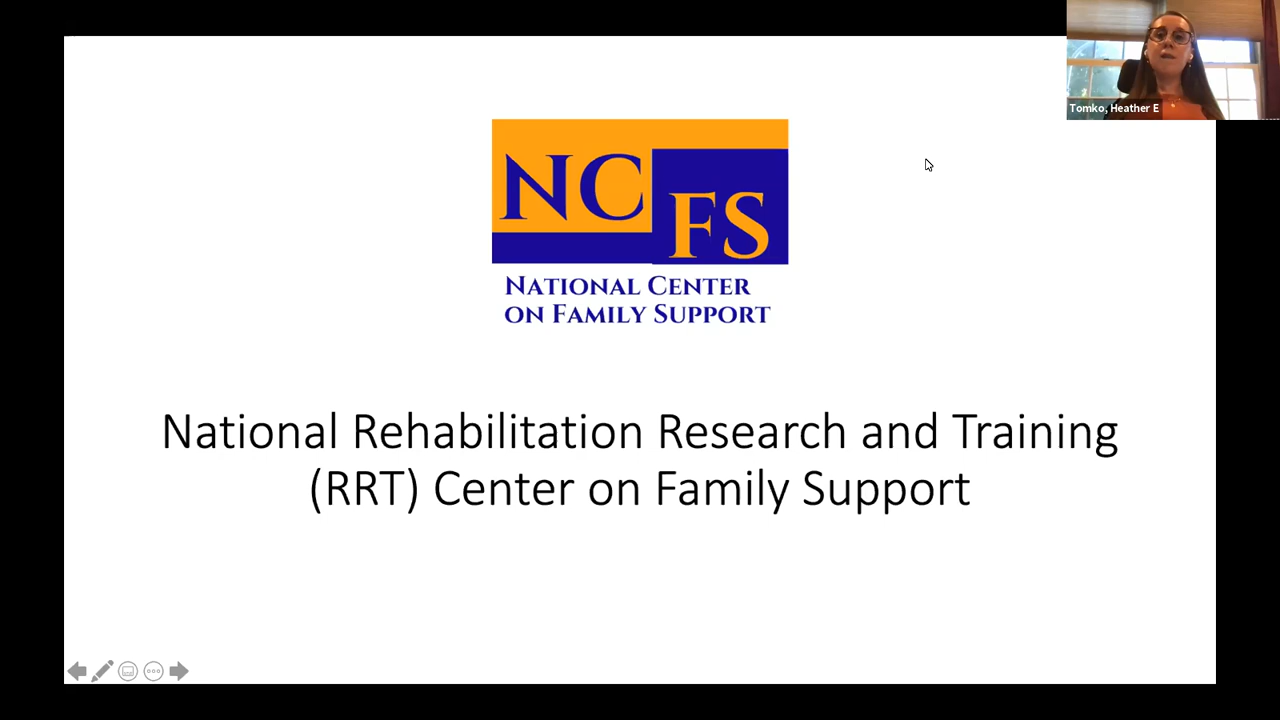 Tomko, Heather E
NC
FS
NATIONAL CENTER
ON FAMILY SUPPORT
National Rehabilitation Research and Training
(RRT) Center on Family Support